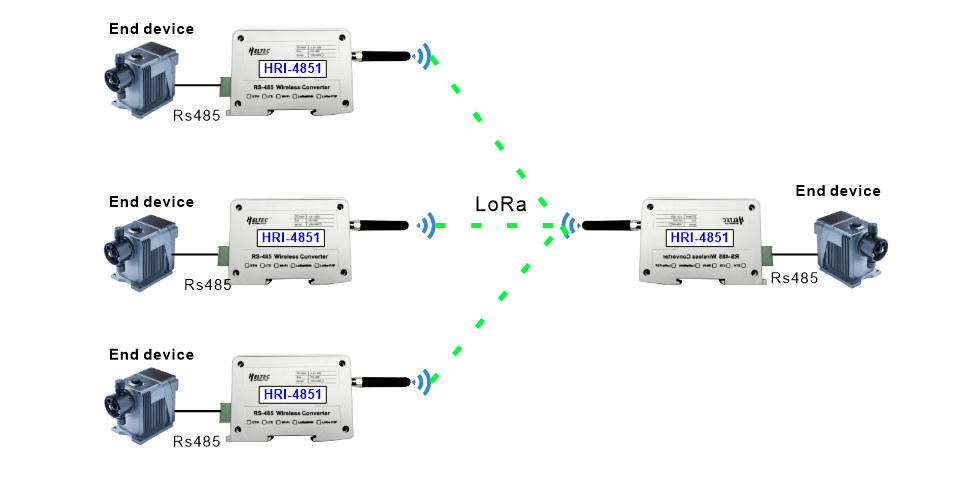 End device
HELTEC
HRI-4851
RS-485 Wireless Converter
Rs485
End device
HELTEC
HRI-4851
RS-485 Wireless Converter
Rs485
LoRa
End device
HELTEC
HRI-4851
RS-485 Wireless Converter
Rs485
End device
HELTEC
HRI-4851
RS-485 Wireless Converter
Rs485